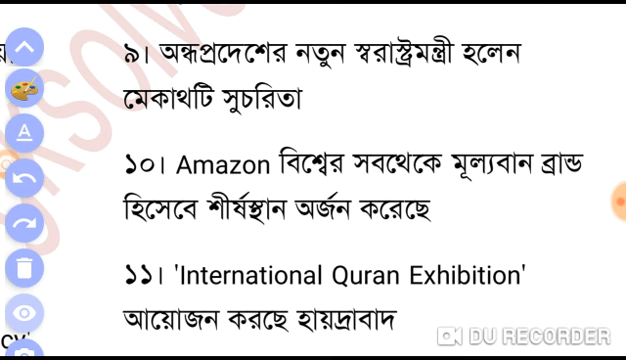 ৯। অন্ধপ্রদেশের নতুন স্বরাস্ট্রমন্ত্রী হলেন
মেকাথটি সুচরিতা
১০। Amazon বিশ্বের সবথেকে মূল্যবান ব্রান্ড
হিসেবে শীর্ষস্থান অর্জন করেছে
১১। 'International Quran Exhibition'
আয়োজন করছে হায়দ্রাবাদ
DU RECORDER